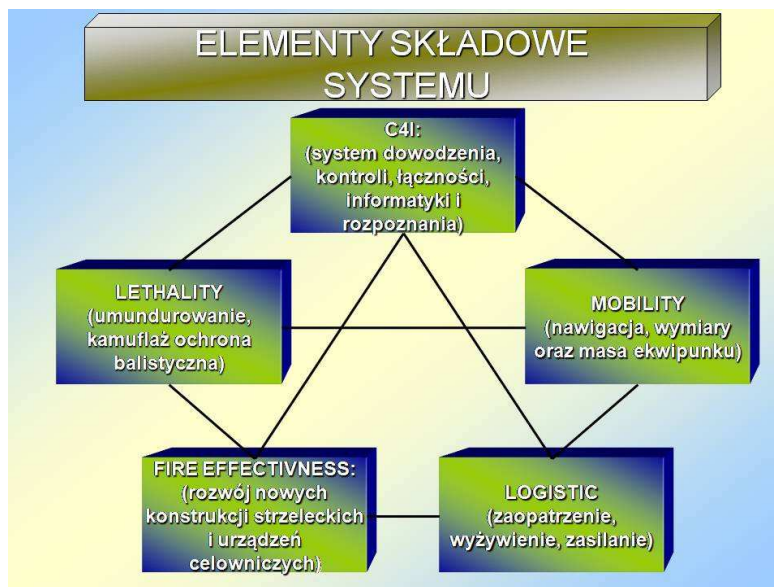 ELEMENTY SKŁADOWE
SYSTEMU
C4I:
(system dowodzenia,
kontroli, łączności,
informatyki i
rozpoznania)
LETHALITY
(umundurowanie,
kamuflaż ochrona
balistyczna)
MOBILITY
(nawigacja, wymiary
oraz masa ekwipunku)
FIRE EFFECTIVNESS:
(rozwój nowych
konstrukcji strzeleckich
i urządzeń
celowniczych)
LOGISTIC
(zaopatrzenie,
wyżywienie, zasilanie)